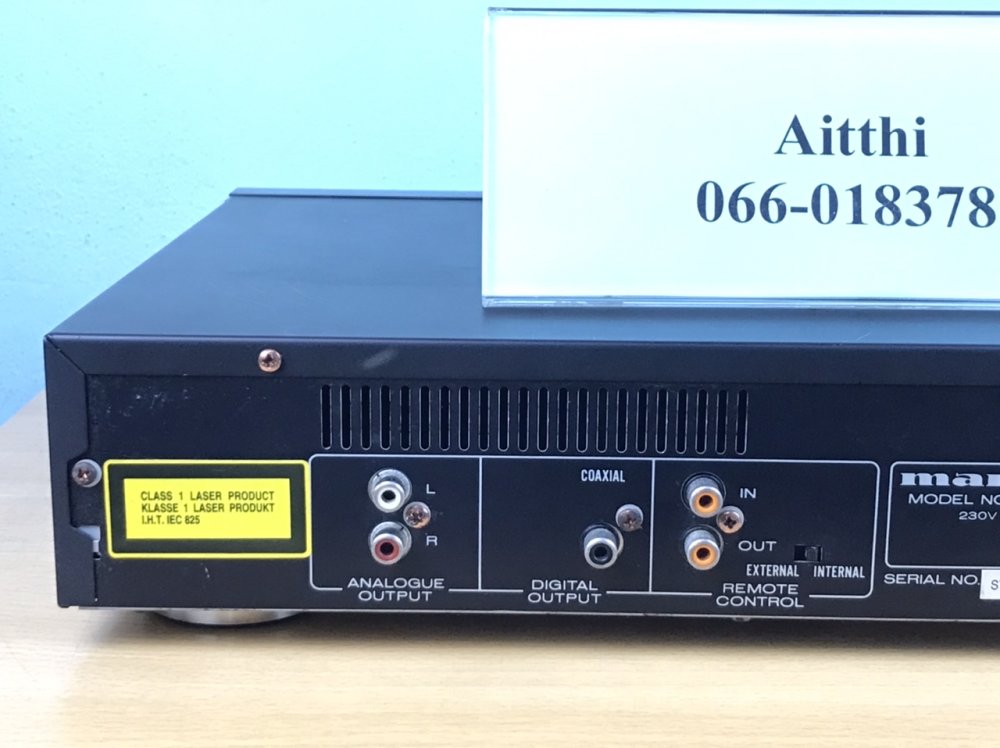 Aitthi
066-018378
CLASS 1 LASER PRODUCT
KLASSE 1 LASER PRODUKT
I.H.T. IEC 825
L
R
ANALOGUE
OUTPUT
COAXIAL
DIGITAL
OUTPUT
IN
OUT
EXTERNAL INTERNAL
REMOTE
CONTROL
MODEL NO
230V
SERIAL NO.